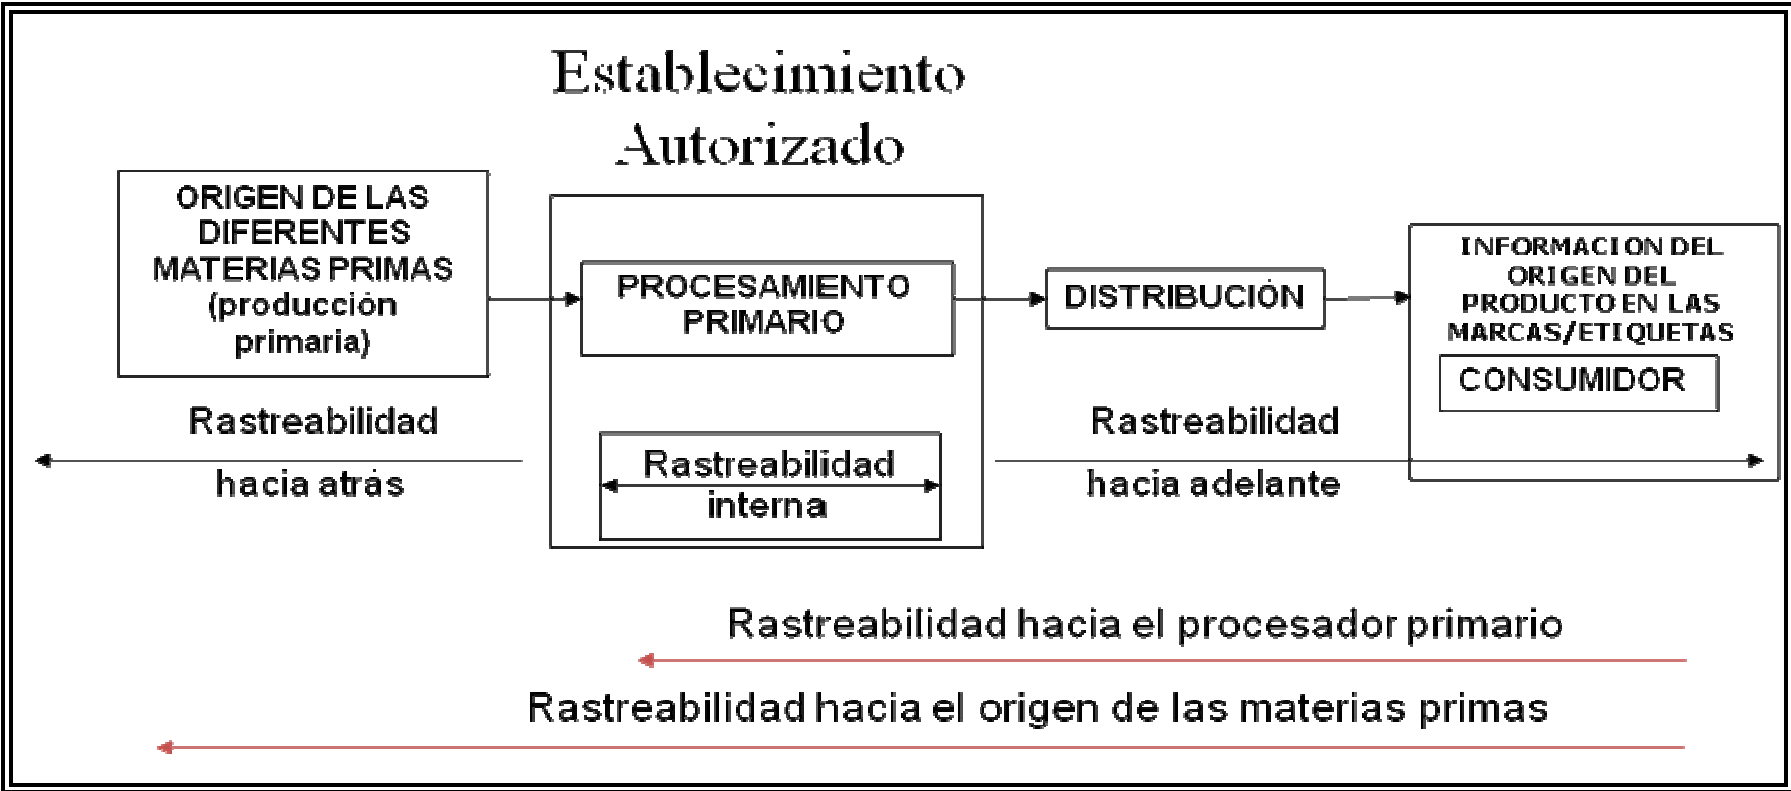 Establecimiento
Autorizado
ORIGEN DE LAS
DIFERENTES
MATERIAS PRIMAS
(producción
primaria)
PROCESAMIENTO
PRIMARIO
DISTRIBUCIÓN
INFORMACION DEL
ORIGEN DEL
PRODUCTO EN LAS
MARCAS/ETIQUETAS
CONSUMIDOR
Rastreabilidad
hacia atrás
Rastreabilidad
interna
Rastreabilidad
hacia adelante
Rastreabilidad hacia el procesador primario
Rastreabilidad hacia el origen de las materias primas